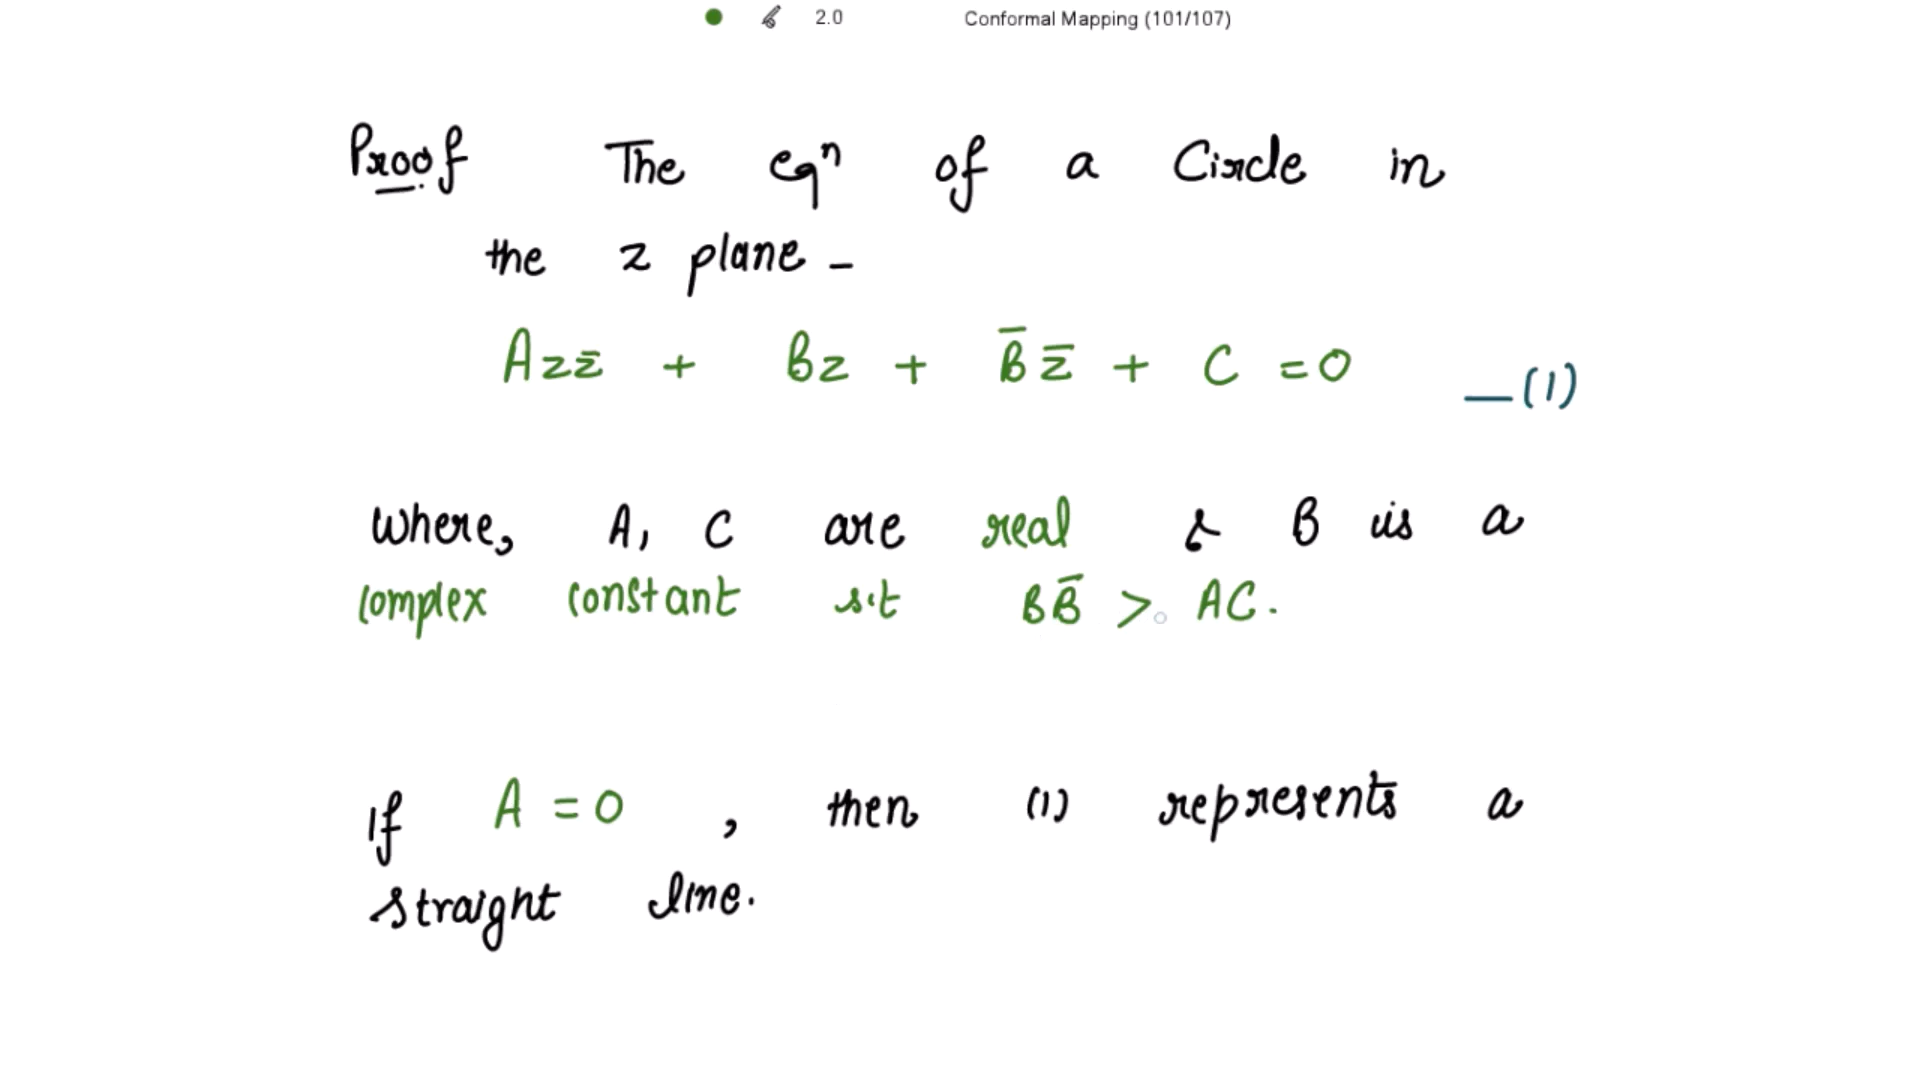 2.0 Conformal Mapping (101/107)
Proof The eqⁿ of a Circle in
the z plane –
Azz̄ + Bz + B̄z̄ + C = 0 —(1)
Where, A, C are real & B is a
complex constant s.t BB̄ > AC.
If A = 0 , then (1) represents a
straight line.